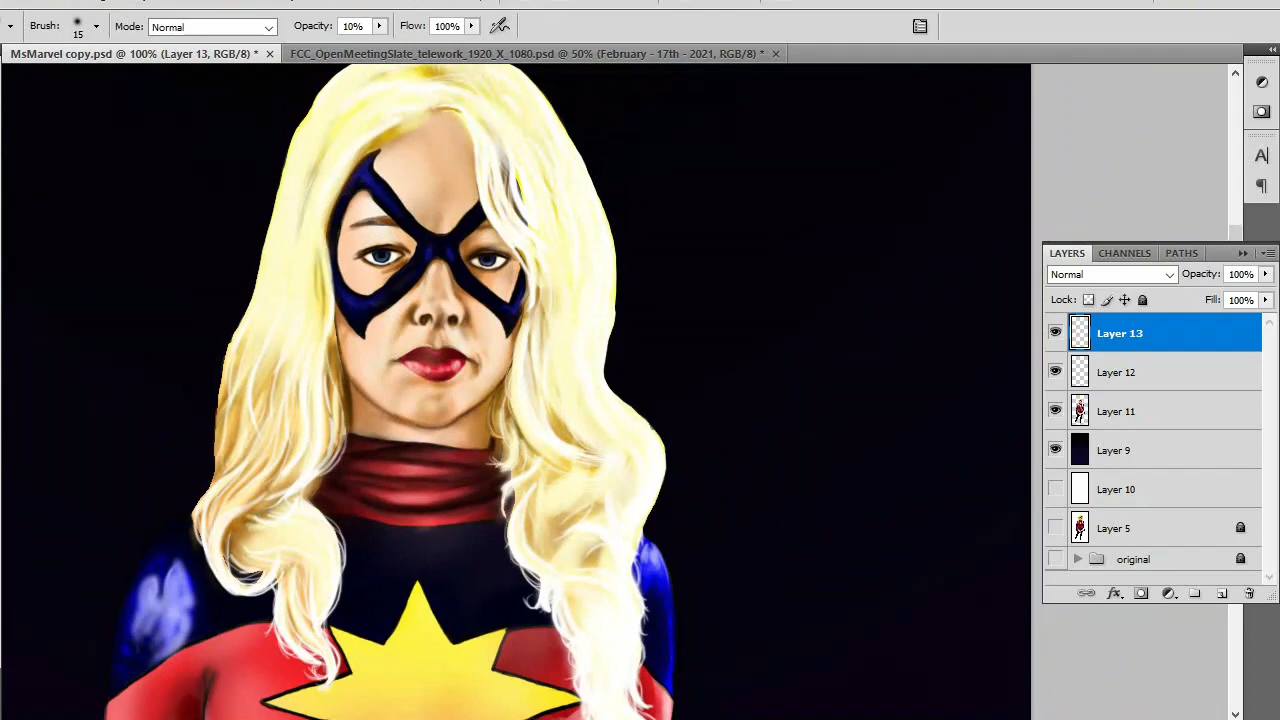 Brush: 15 Mode: Normal Opacity: 10% Flow: 100%
MsMarvel copy.psd @ 100% (Layer 13, RGB/8) * × FCC_OpenMeetingSlate_telework_1920_X_1080.psd @ 50% (February - 17th - 2021, RGB/8) * ×
LAYERS CHANNELS PATHS
Normal Opacity: 100%
Lock: Fill: 100%
Layer 13
Layer 12
Layer 11
Layer 9
Layer 10
Layer 5
original